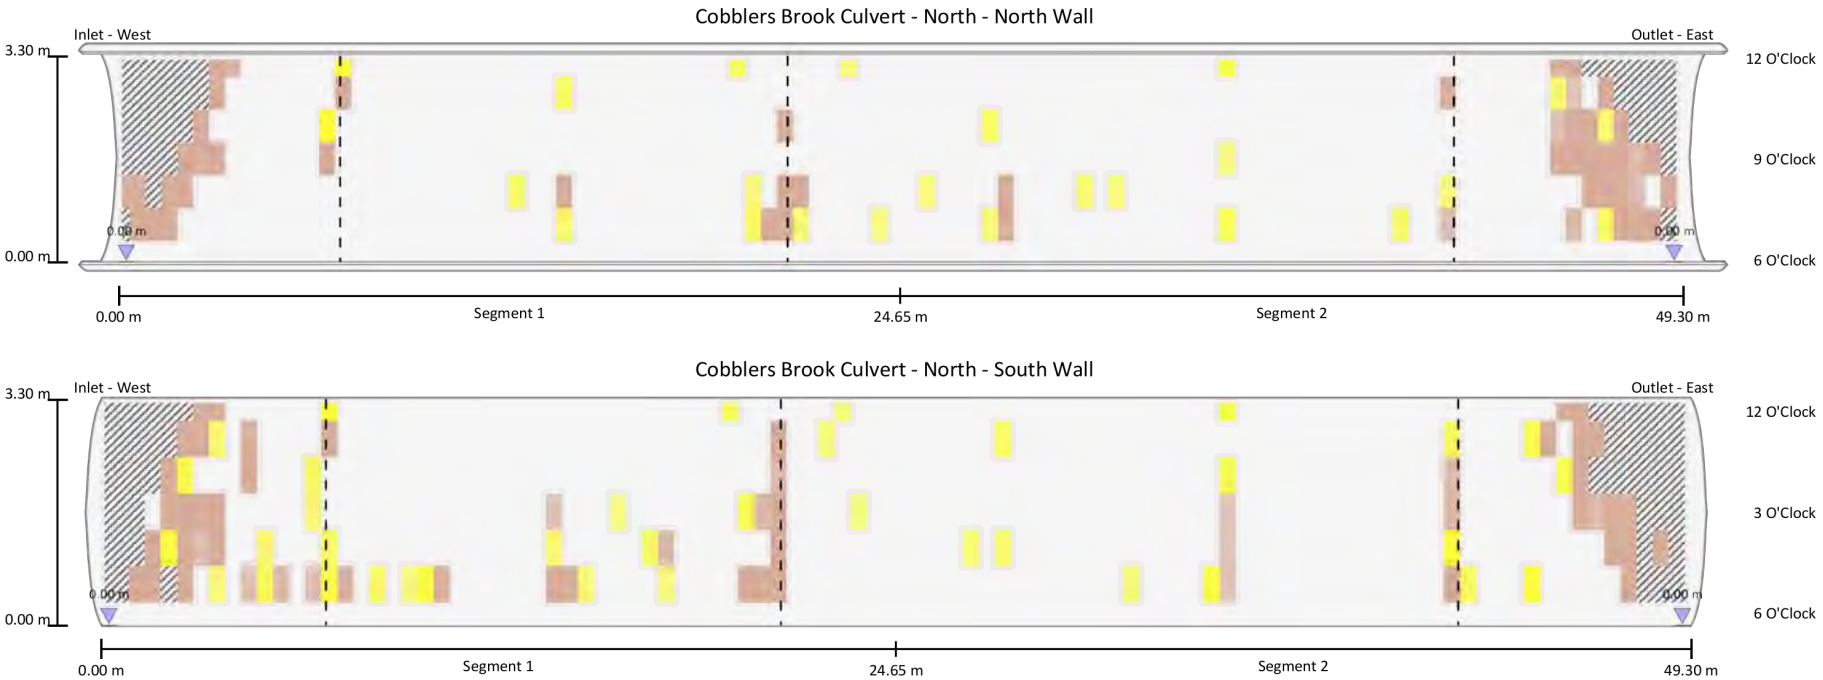 Cobblers Brook Culvert - North - North Wall
Inlet - West
Outlet - East
3.30 m
12 O'Clock
9 O'Clock
0.00 m
0.00 m
0.00 m
6 O'Clock
0.00 m
Segment 1
24.65 m
Segment 2
49.30 m
Cobblers Brook Culvert - North - South Wall
Inlet - West
Outlet - East
3.30 m
12 O'Clock
3 O'Clock
0.00 m
0.00 m
0.00 m
6 O'Clock
0.00 m
Segment 1
24.65 m
Segment 2
49.30 m